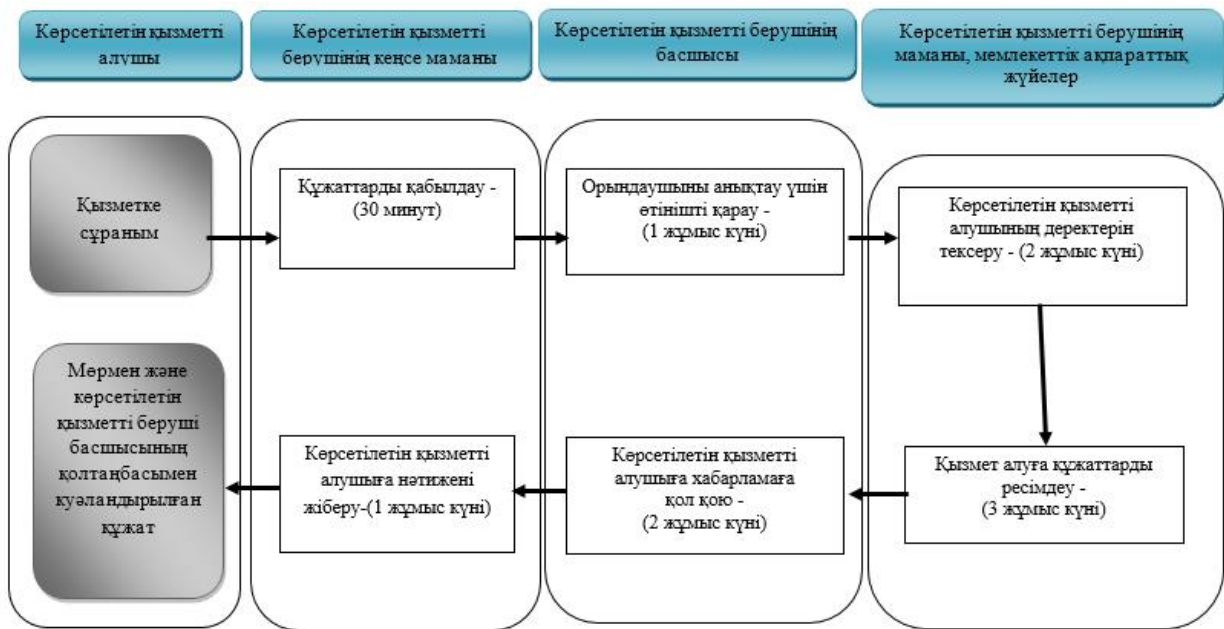 Көрсетілетін қызметті
алушы
Көрсетілетін қызметті
берушінің кеңсе маманы
Көрсетілетін қызметті берушінің
басшысы
Көрсетілетін қызметті берушінің
маманы, мемлекеттік ақпараттық
жүйелер
Қызметке
сұраным
Құжаттарды қабылдау -
(30 минут)
Орындаушыны анықтау үшін
өтінішті қарау -
(1 жұмыс күні)
Көрсетілетін қызметті
алушының деректерін
тексеру - (2 жұмыс күні)
Мөрмен және
көрсетілетін
қызметті беруші
басшысының
қолтаңбасымен
куәландырылған
құжат
Көрсетілетін қызметті
алушыға нәтижені
жіберу-(1 жұмыс күні)
Көрсетілетін қызметті
алушыға хабарламаға
қол қою -
(2 жұмыс күні)
Қызмет алуға құжаттарды
ресімдеу -
(3 жұмыс күні)